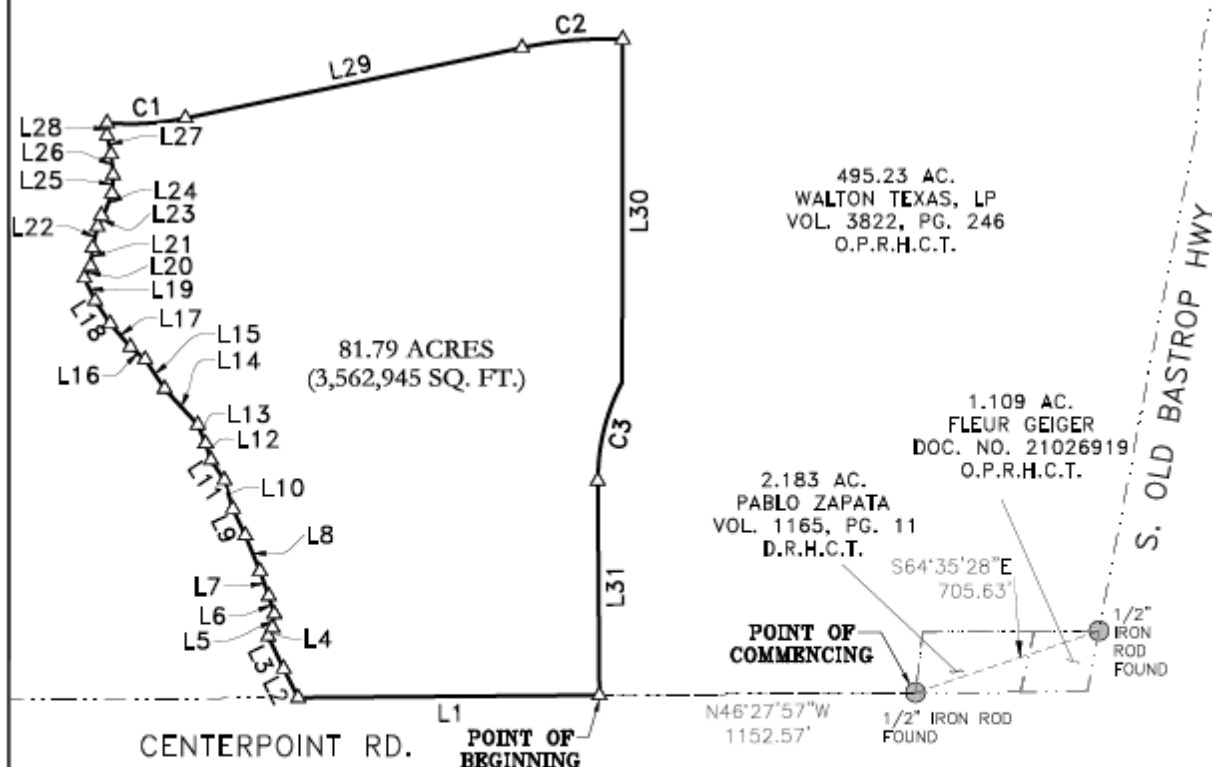 C2
L29
C1
L28
L27
L26
L25
L24
L23
L22
L21
L20
L19
L18
L17
L15
L14
L16
L13
L12
L11
L10
L9
L8
L7
L6
L5
L4
L3
L2
L1
L30
C3
L31
81.79 ACRES
(3,562,945 SQ. FT.)
495.23 AC.
WALTON TEXAS, LP
VOL. 3822, PG. 246
O.P.R.H.C.T.
S. OLD BASTROP HWY
1.109 AC.
FLEUR GEIGER
DOC. NO. 21026919
O.P.R.H.C.T.
2.183 AC.
PABLO ZAPATA
VOL. 1165, PG. 11
D.R.H.C.T.
S64°35'28"E
705.63'
1/2"
IRON
ROD
FOUND
POINT OF
COMMENCING
N46°27'57"W
1152.57'
1/2" IRON ROD
FOUND
CENTERPOINT RD.
POINT OF
BEGINNING